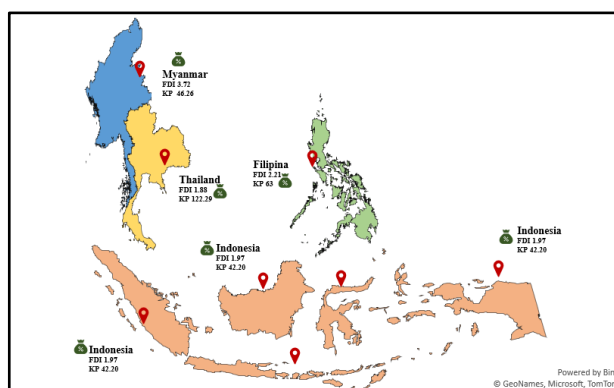 Myanmar
FDI 3.72
KP 46.26
Thailand
FDI 1.88
KP 122.29
Filipina
FDI 2.21
KP 63
Indonesia
FDI 1.97
KP 42.20
Indonesia
FDI 1.97
KP 42.20
Indonesia
FDI 1.97
KP 42.20
Powered by Bin
© GeoNames, Microsoft, TomTom